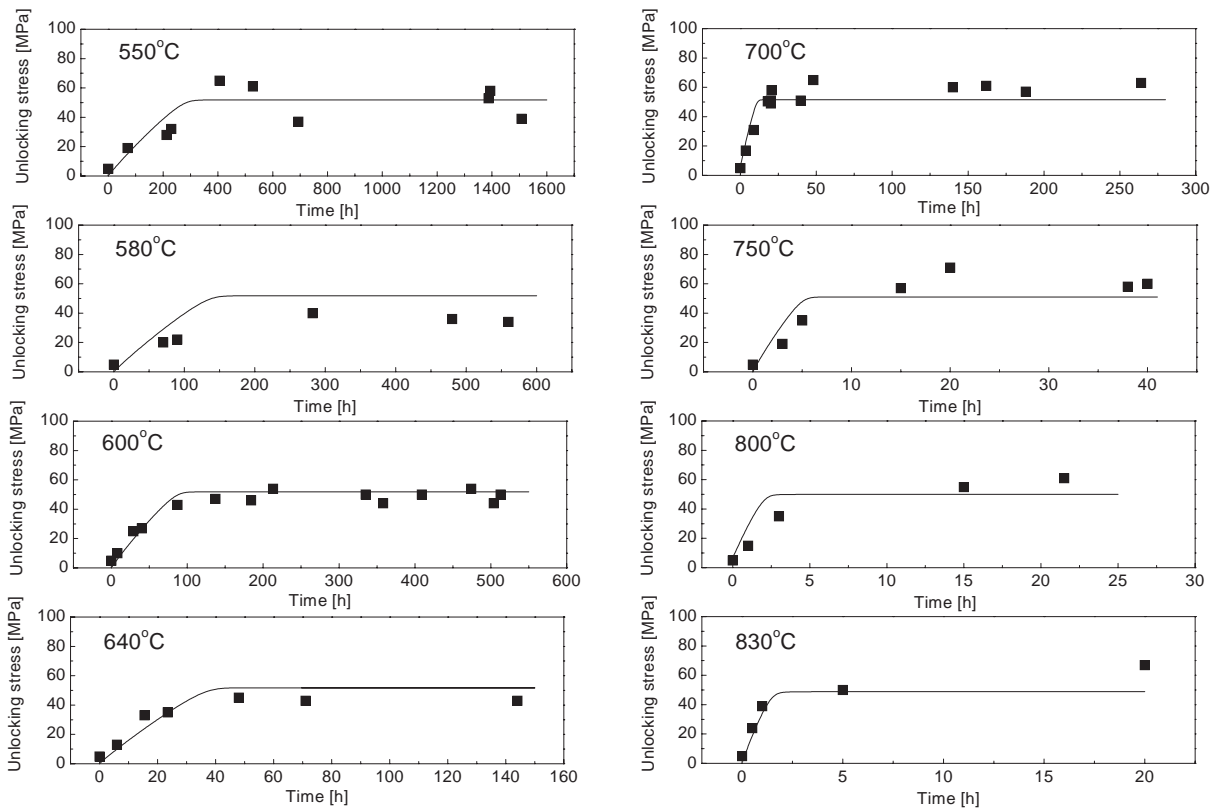 Unlocking stress [MPa]
550°C
100
80
60
40
20
0
0 200 400 600 800 1000 1200 1400 1600
Time [h]
Unlocking stress [MPa]
580°C
100
80
60
40
20
0
0 100 200 300 400 500 600
Time [h]
Unlocking stress [MPa]
600°C
100
80
60
40
20
0
0 100 200 300 400 500 600
Time [h]
Unlocking stress [MPa]
640°C
100
80
60
40
20
0
0 20 40 60 80 100 120 140 160
Time [h]
Unlocking stress [MPa]
700°C
100
80
60
40
20
0
0 50 100 150 200 250 300
Time [h]
Unlocking stress [MPa]
750°C
100
80
60
40
20
0
0 10 20 30 40
Time [h]
Unlocking stress [MPa]
800°C
100
80
60
40
20
0
0 5 10 15 20 25 30
Time [h]
Unlocking stress [MPa]
830°C
100
80
60
40
20
0
0 5 10 15 20
Time [h]